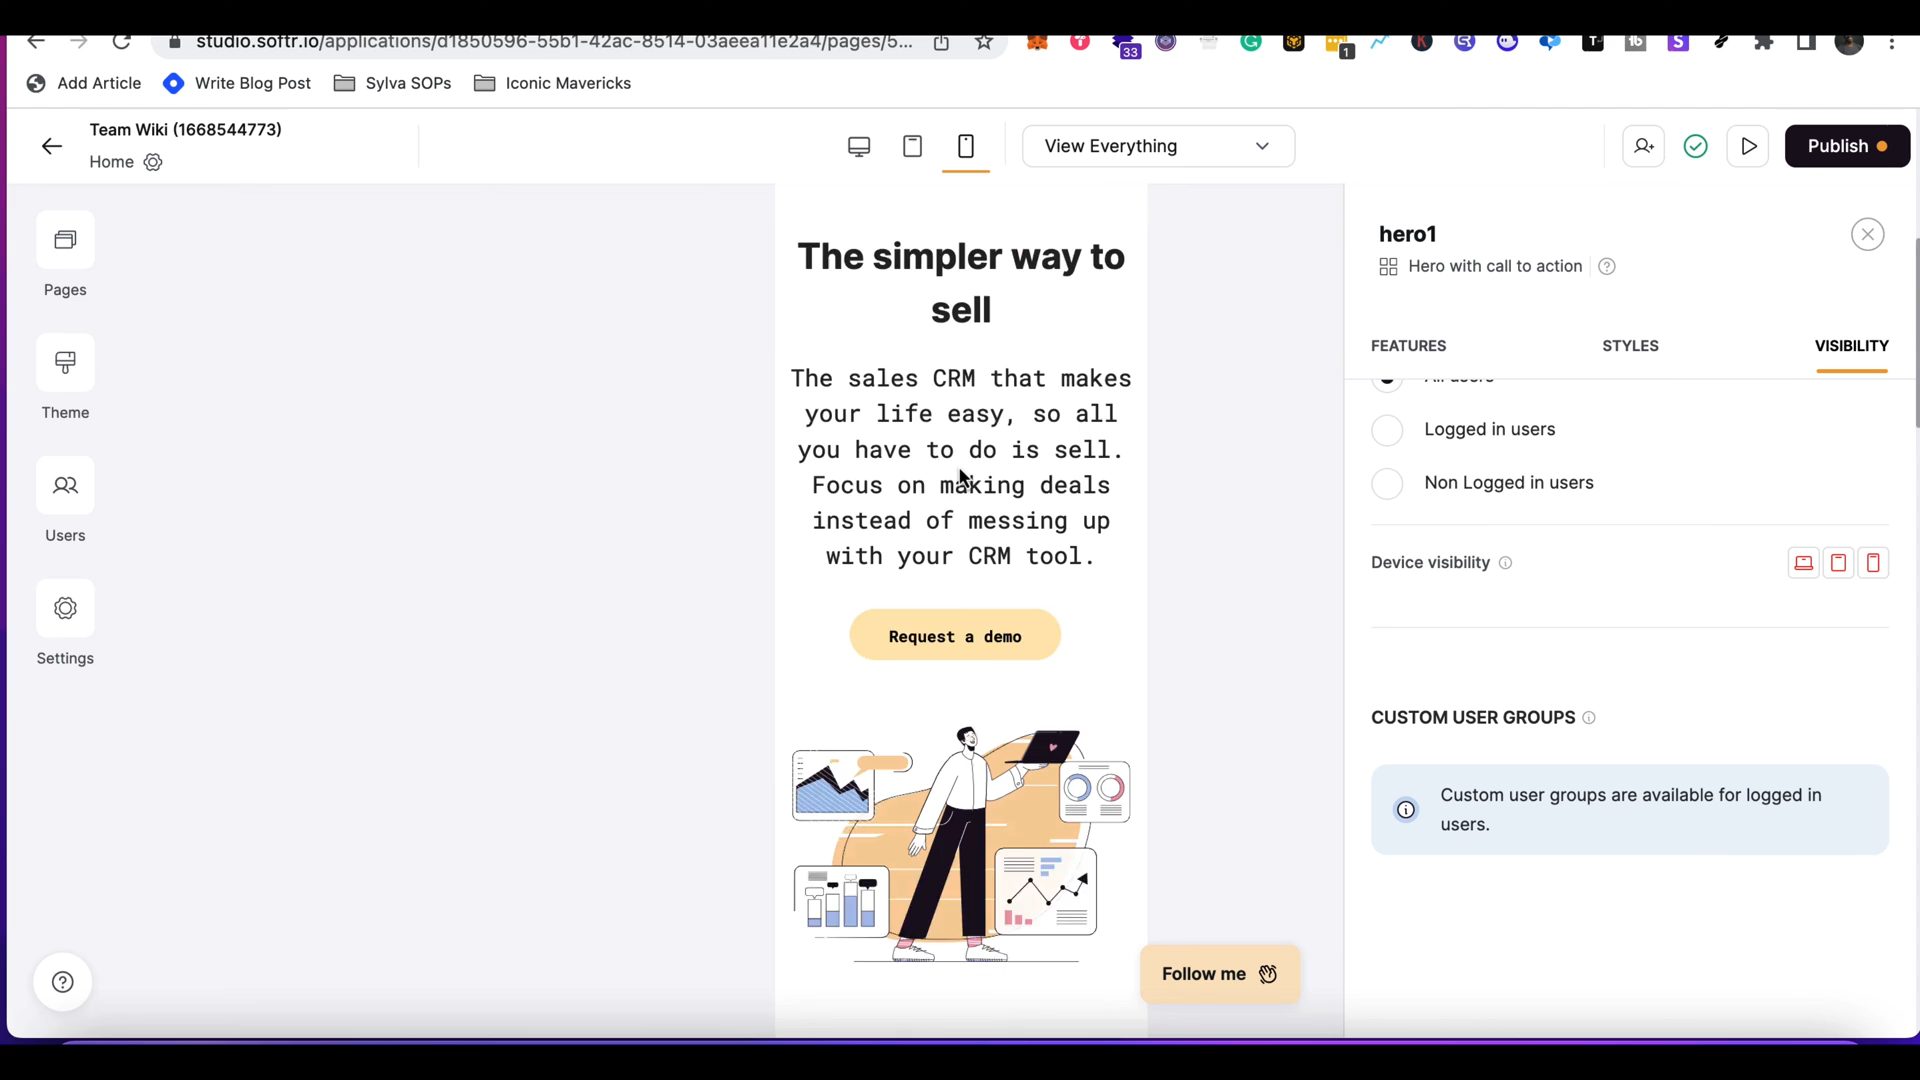 studio.softr.io/applications/d1850596-55b1-42ac-8514-03aeea11e2a4/pages/5...
33
1
Add Article
Write Blog Post
Sylva SOPs
Iconic Mavericks
Team Wiki (1668544773)
Home
View Everything
Publish
Pages
Theme
Users
Settings
The simpler way to
sell
The sales CRM that makes
your life easy, so all
you have to do is sell.
Focus on making deals
instead of messing up
with your CRM tool.
Request a demo
Follow me
hero1
Hero with call to action
FEATURES
STYLES
VISIBILITY
All users
Logged in users
Non Logged in users
Device visibility
CUSTOM USER GROUPS
Custom user groups are available for logged in
users.